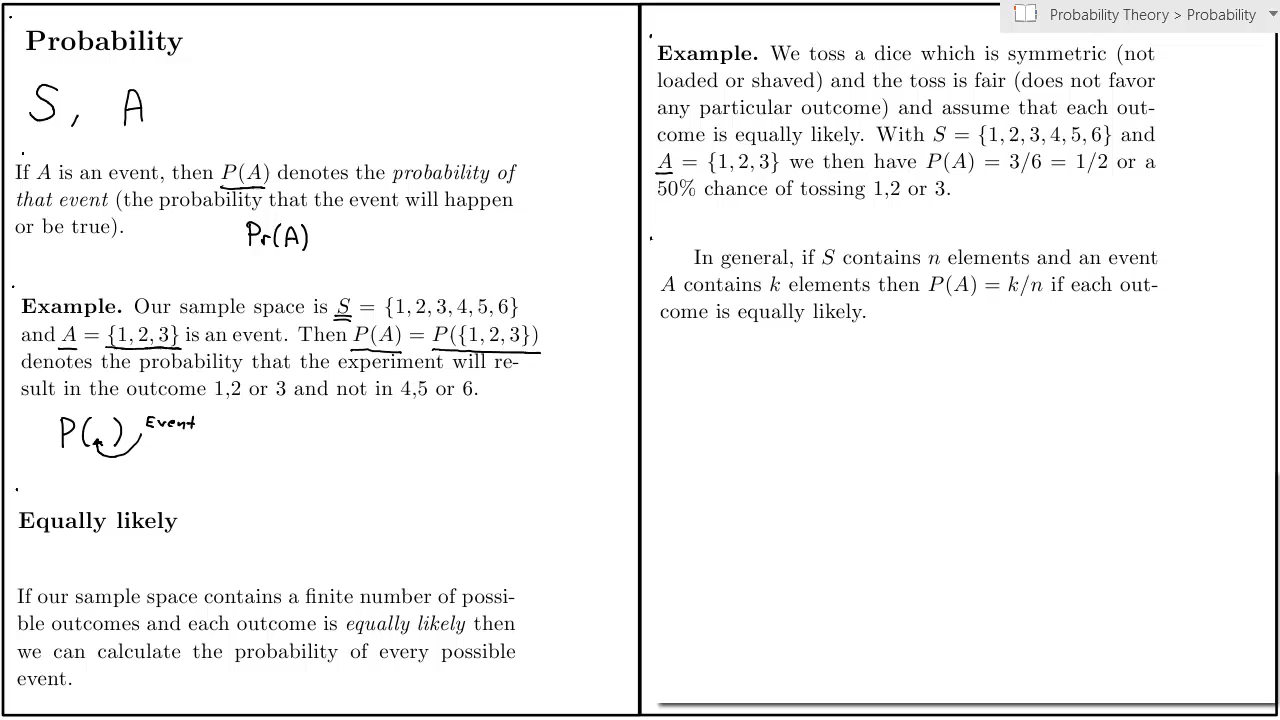 Probability
S, A
If A is an event, then P(A) denotes the probability of
that event (the probability that the event will happen
or be true).
Pr(A)
Example. Our sample space is S = {1, 2, 3, 4, 5, 6}
and A = {1, 2, 3} is an event. Then P(A) = P({1, 2, 3})
denotes the probability that the experiment will re-
sult in the outcome 1,2 or 3 and not in 4,5 or 6.
P( ) Event
Equally likely
If our sample space contains a finite number of possi-
ble outcomes and each outcome is equally likely then
we can calculate the probability of every possible
event.
Probability Theory > Probability
Example. We toss a dice which is symmetric (not
loaded or shaved) and the toss is fair (does not favor
any particular outcome) and assume that each out-
come is equally likely. With S = {1, 2, 3, 4, 5, 6} and
A = {1, 2, 3} we then have P(A) = 3/6 = 1/2 or a
50% chance of tossing 1,2 or 3.
In general, if S contains n elements and an event
A contains k elements then P(A) = k/n if each out-
come is equally likely.